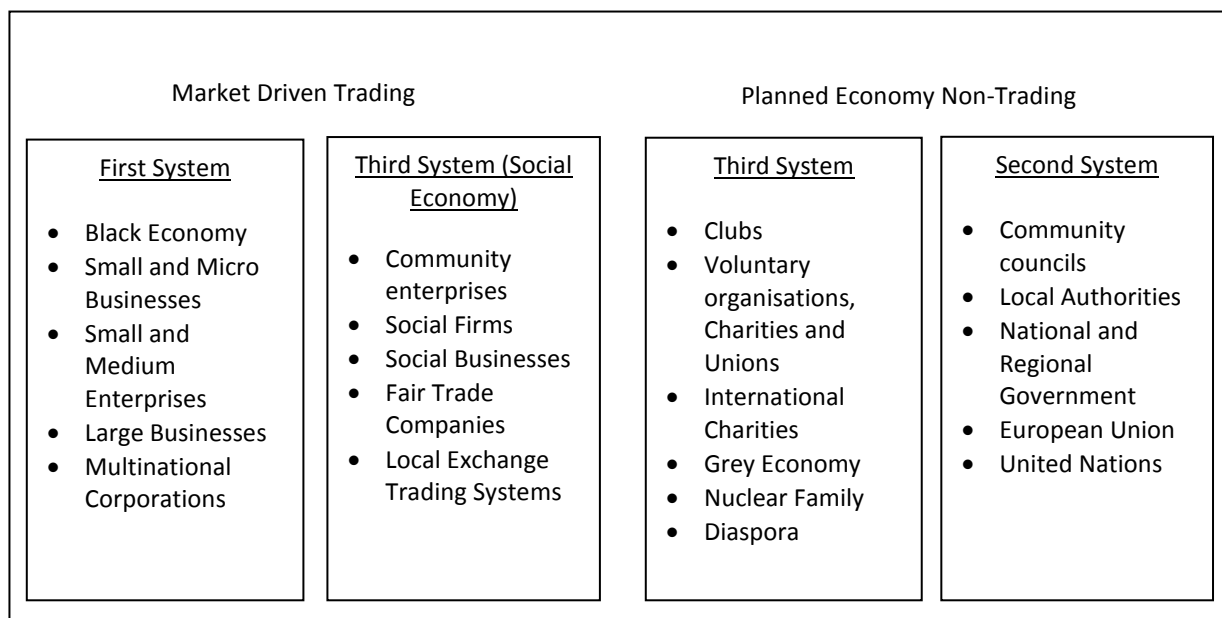 Market Driven Trading
Planned Economy Non-Trading
First System
• Black Economy
• Small and Micro
Businesses
• Small and
Medium
Enterprises
• Large Businesses
• Multinational
Corporations
Third System (Social
Economy)
• Community
enterprises
• Social Firms
• Social Businesses
• Fair Trade
Companies
• Local Exchange
Trading Systems
Third System
• Clubs
• Voluntary
organisations,
Charities and
Unions
• International
Charities
• Grey Economy
• Nuclear Family
• Diaspora
Second System
• Community
councils
• Local Authorities
• National and
Regional
Government
• European Union
• United Nations